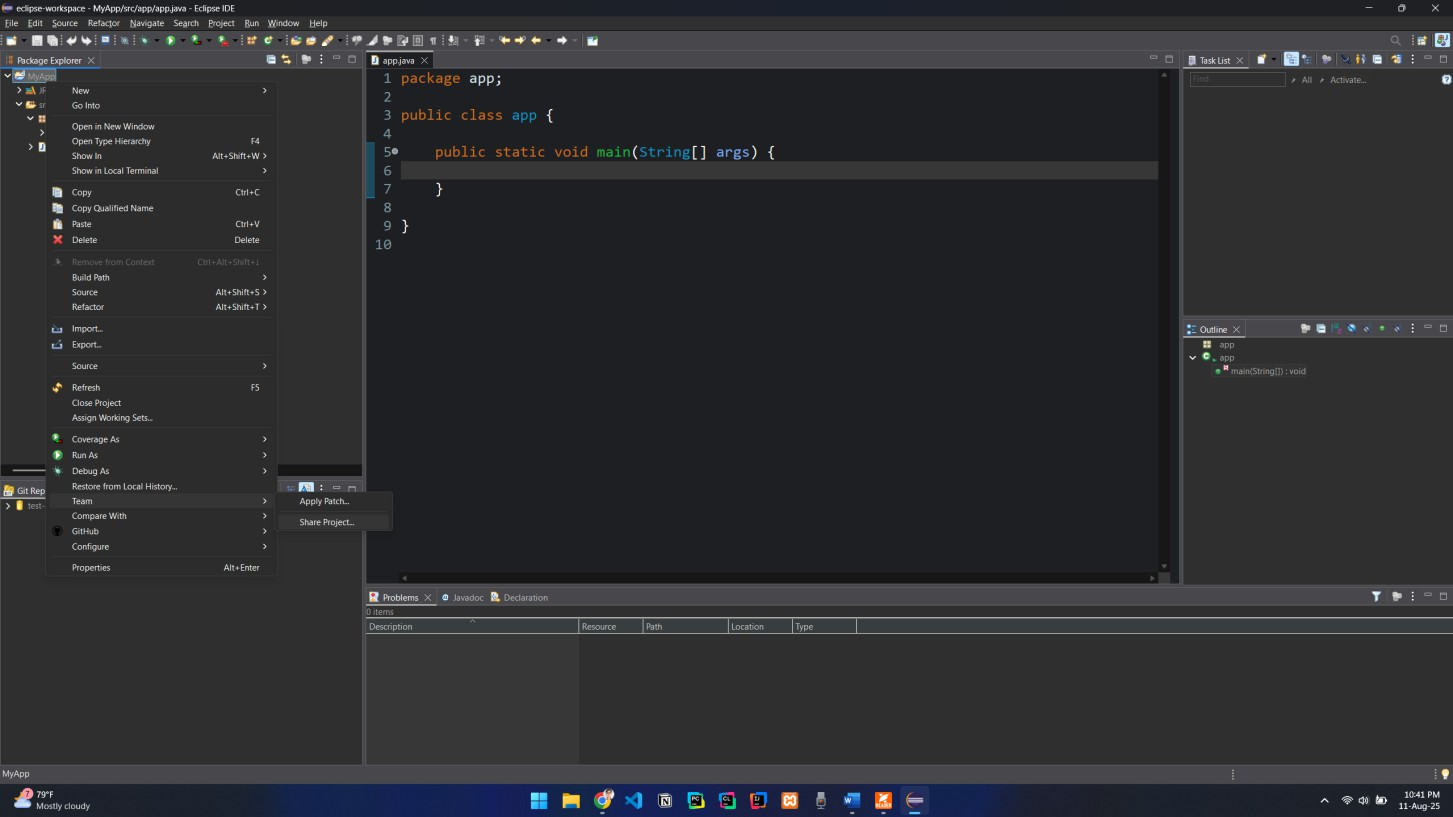 eclipse-workspace - MyApp/src/app/app.java - Eclipse IDE
File Edit Source Refactor Navigate Search Project Run Window Help
Package Explorer
MyApp
New
Go Into
Open in New Window
Open Type Hierarchy F4
Show In Alt+Shift+W
Show in Local Terminal
Copy Ctrl+C
Copy Qualified Name
Paste Ctrl+V
Delete Delete
Remove from Context Ctrl+Alt+Shift+↓
Build Path
Source Alt+Shift+S
Refactor Alt+Shift+T
Import...
Export...
Source
Refresh F5
Close Project
Assign Working Sets...
Coverage As
Run As
Debug As
Restore from Local History...
Team
Compare With
GitHub
Configure
Properties Alt+Enter
Apply Patch...
Share Project...
Git Rep
test-
app.java
1 package app;
2
3 public class app {
4
5 public static void main(String[] args) {
6
7 }
8
9 }
10
Task List
Find All Activate...
Outline
app
app
main(String[]) : void
Problems Javadoc Declaration
0 items
Description Resource Path Location Type
MyApp
7 79°F
Mostly cloudy
10:41 PM
11-Aug-25